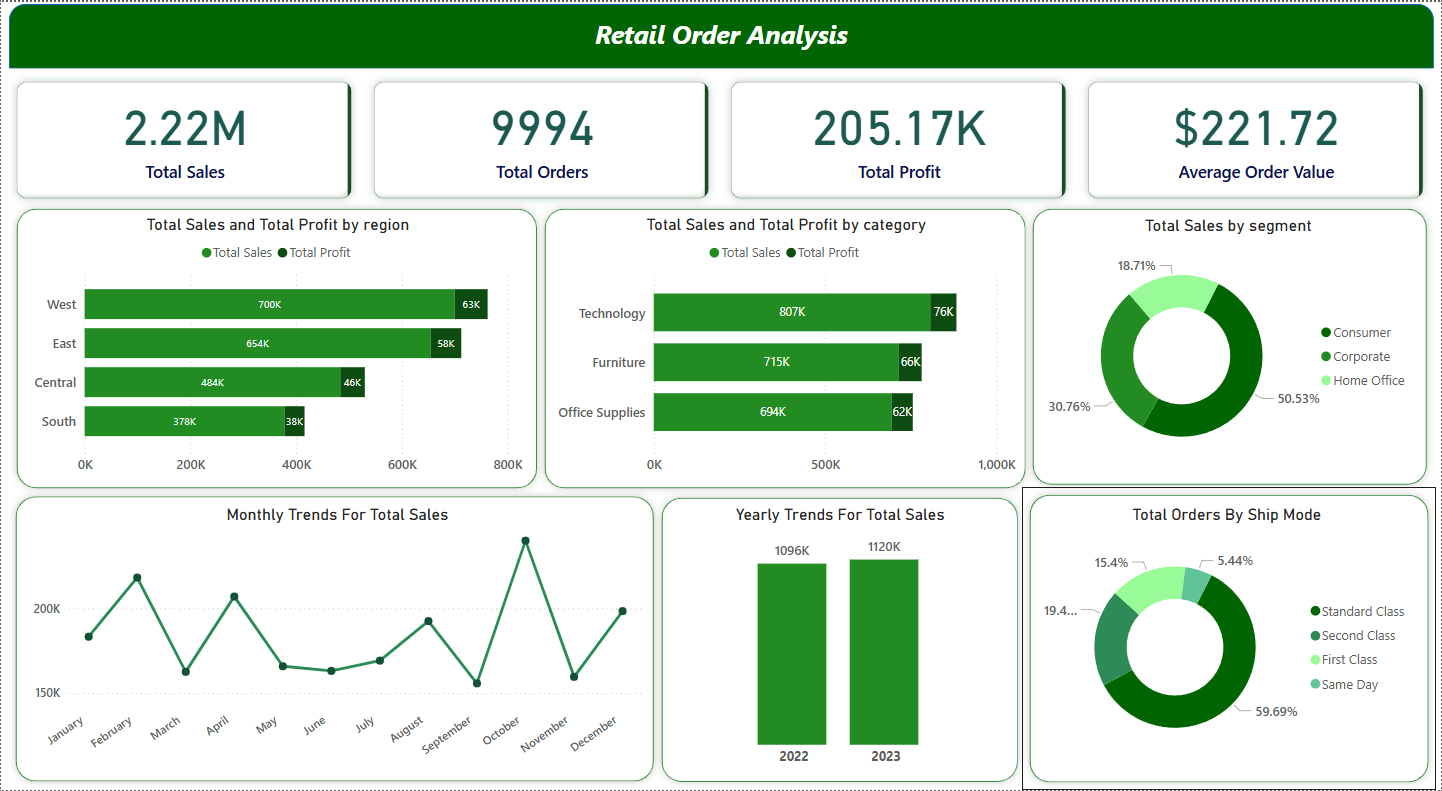 Retail Order Analysis
2.22M
Total Sales
9994
Total Orders
205.17K
Total Profit
$221.72
Average Order Value
Total Sales and Total Profit by region
Total Sales Total Profit
West 700K 63K
East 654K 58K
Central 484K 46K
South 378K 38K
0K 200K 400K 600K 800K
Total Sales and Total Profit by category
Total Sales Total Profit
Technology 807K 76K
Furniture 715K 66K
Office Supplies 694K 62K
0K 500K 1,000K
Total Sales by segment
18.71%
30.76%
50.53%
Consumer
Corporate
Home Office
Monthly Trends For Total Sales
200K
150K
January February March April May June July August September October November December
Yearly Trends For Total Sales
1096K 1120K
2022 2023
Total Orders By Ship Mode
15.4% 5.44%
19.4...
59.69%
Standard Class
Second Class
First Class
Same Day